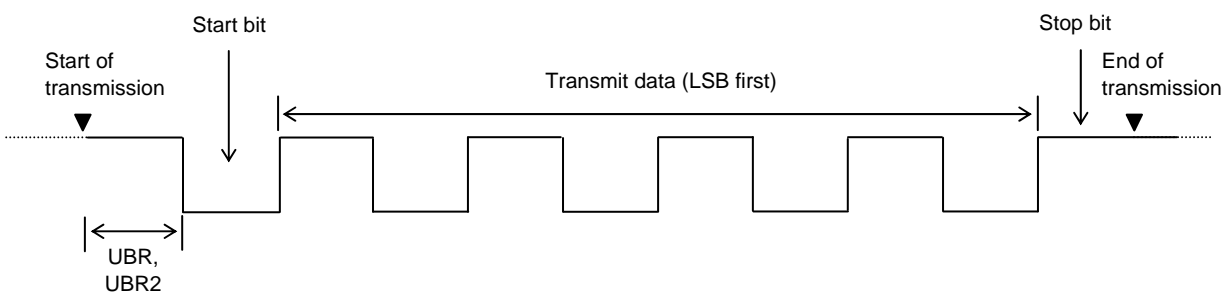 Start bit
Stop bit
Start of
transmission
End of
transmission
Transmit data (LSB first)
UBR,
UBR2